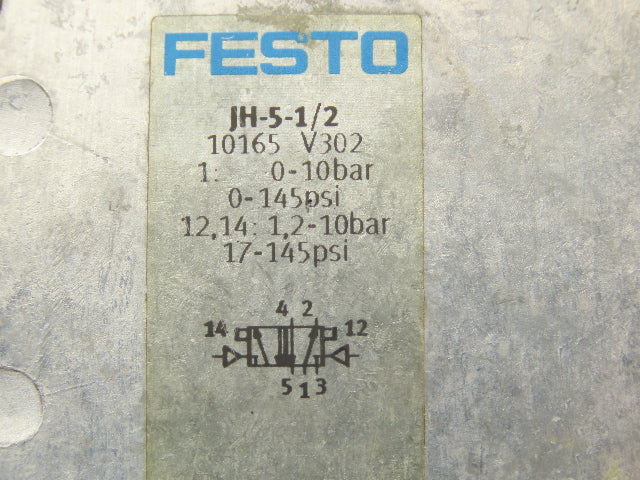 FESTO
JH-5-1/2
10165 V302
1: 0-10bar
0-145psi
12,14: 1,2-10bar
17-145psi
4 2
14 12
5 1 3